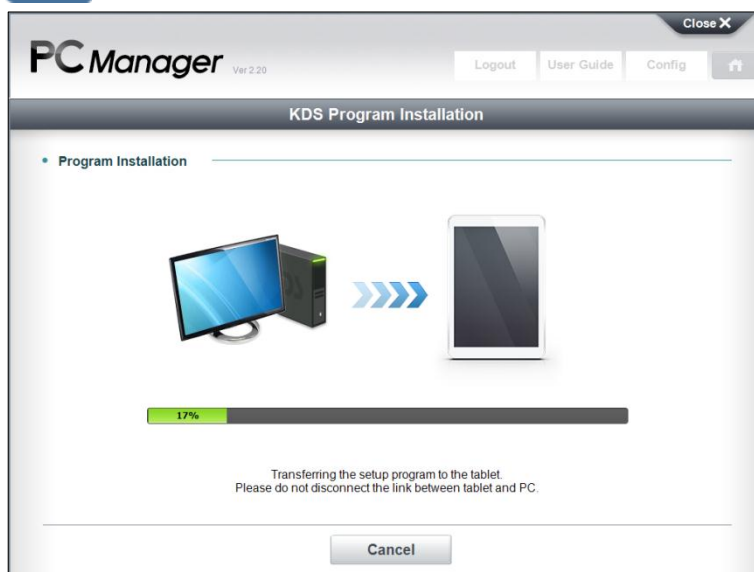 Close X
PC Manager Ver 2.20
Logout User Guide Config
KDS Program Installation
• Program Installation
17%
Transferring the setup program to the tablet.
Please do not disconnect the link between tablet and PC.
Cancel